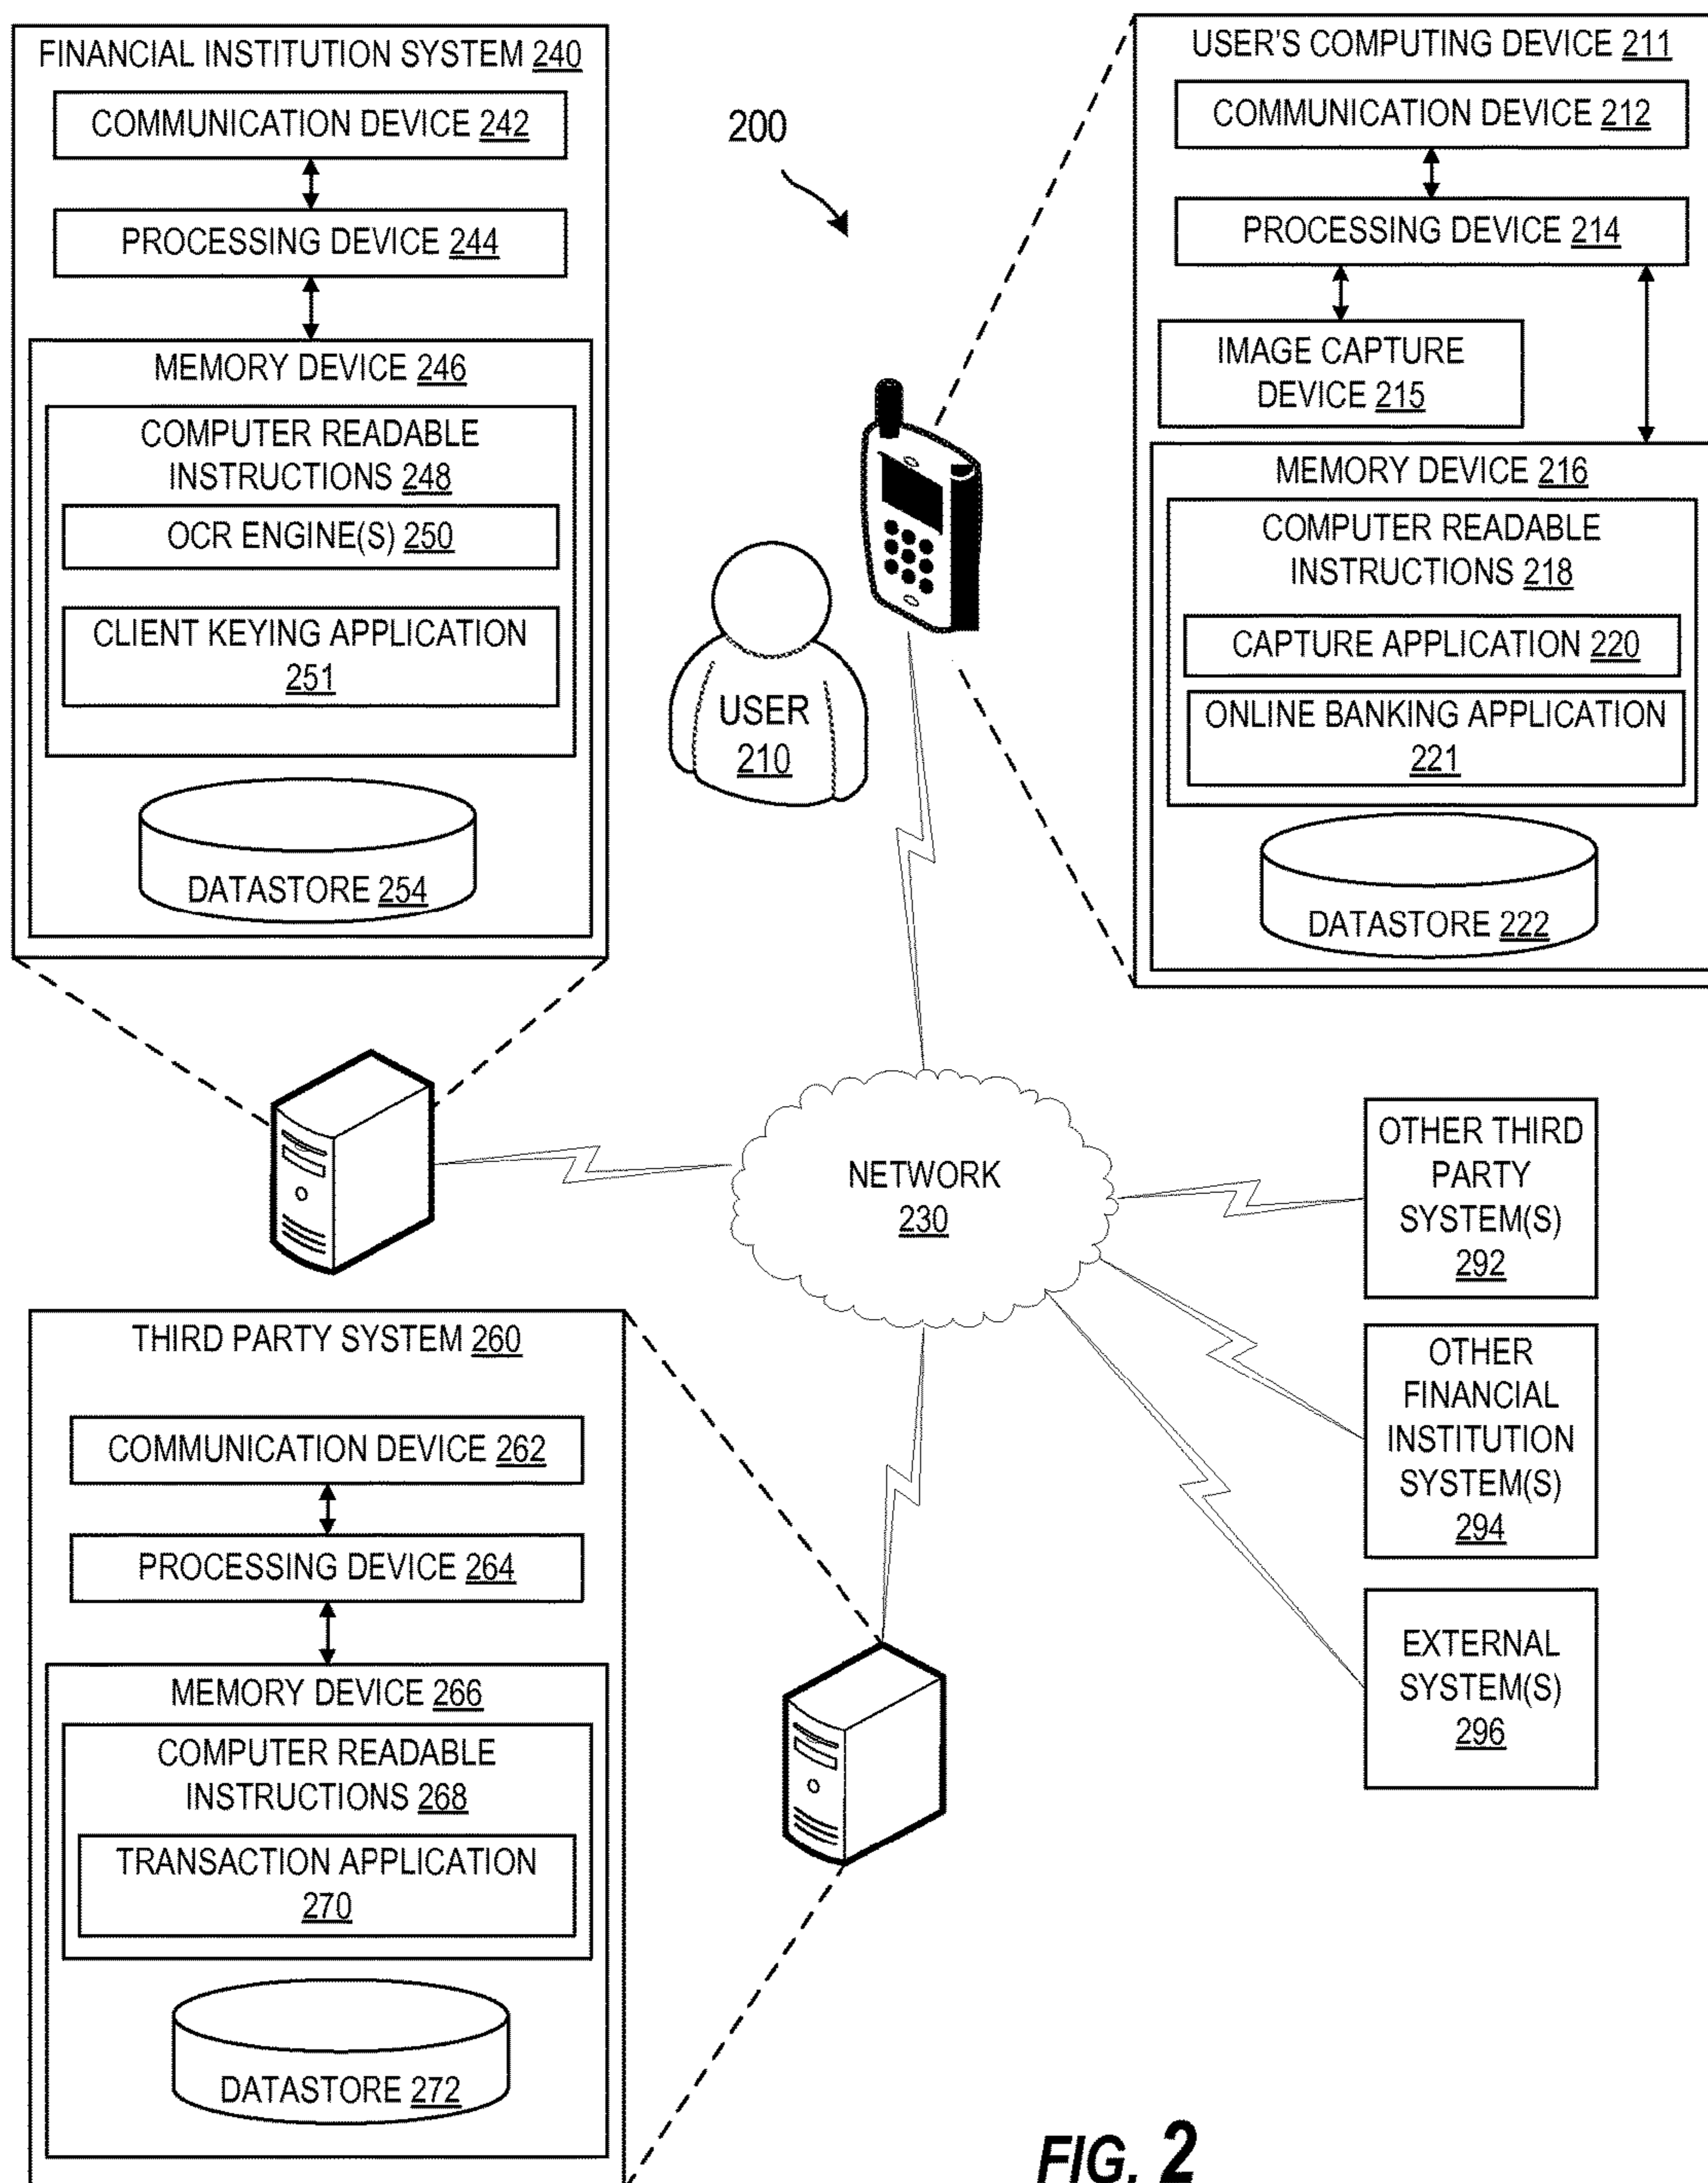 FINANCIAL INSTITUTION SYSTEM 240
COMMUNICATION DEVICE 242
PROCESSING DEVICE 244
MEMORY DEVICE 246
COMPUTER READABLE
INSTRUCTIONS 248
OCR ENGINE(S) 250
CLIENT KEYING APPLICATION
251
DATASTORE 254
200
USER
210
USER'S COMPUTING DEVICE 211
COMMUNICATION DEVICE 212
PROCESSING DEVICE 214
IMAGE CAPTURE
DEVICE 215
MEMORY DEVICE 216
COMPUTER READABLE
INSTRUCTIONS 218
CAPTURE APPLICATION 220
ONLINE BANKING APPLICATION
221
DATASTORE 222
NETWORK
230
OTHER THIRD
PARTY
SYSTEM(S)
292
OTHER
FINANCIAL
INSTITUTION
SYSTEM(S)
294
EXTERNAL
SYSTEM(S)
296
THIRD PARTY SYSTEM 260
COMMUNICATION DEVICE 262
PROCESSING DEVICE 264
MEMORY DEVICE 266
COMPUTER READABLE
INSTRUCTIONS 268
TRANSACTION APPLICATION
270
DATASTORE 272
FIG. 2